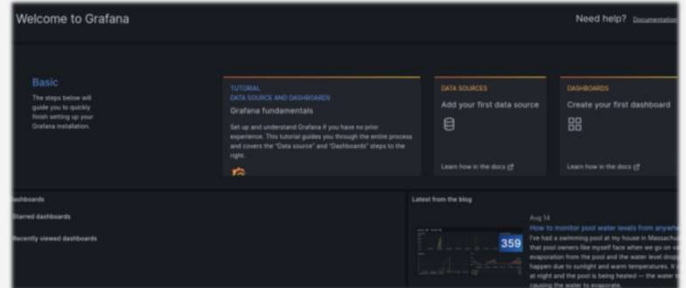 Welcome to Grafana
Need help? Documentation
Basic
The steps below will
guide you to quickly
finish setting up your
Grafana installation.
TUTORIAL
DATA SOURCE AND DASHBOARDS
Grafana fundamentals
Set up and understand Grafana if you have no prior
experience. This tutorial guides you through the entire process
and covers the "Data source" and "Dashboards" steps to the
right.
DATA SOURCES
Add your first data source
Learn how in the docs
DASHBOARDS
Create your first dashboard
Learn how in the docs
ashboards
Starred dashboards
Recently viewed dashboards
Latest from the blog
359
Aug 14
How to monitor pool water levels from anywhe
I've had a swimming pool at my house in Massachus
that pool owners like myself face when we go on va
evaporation from the pool and the water level drops
happen due to sunlight and warm temperatures. It c
at night and the pool is being heated — the water
causing the water to evaporate.